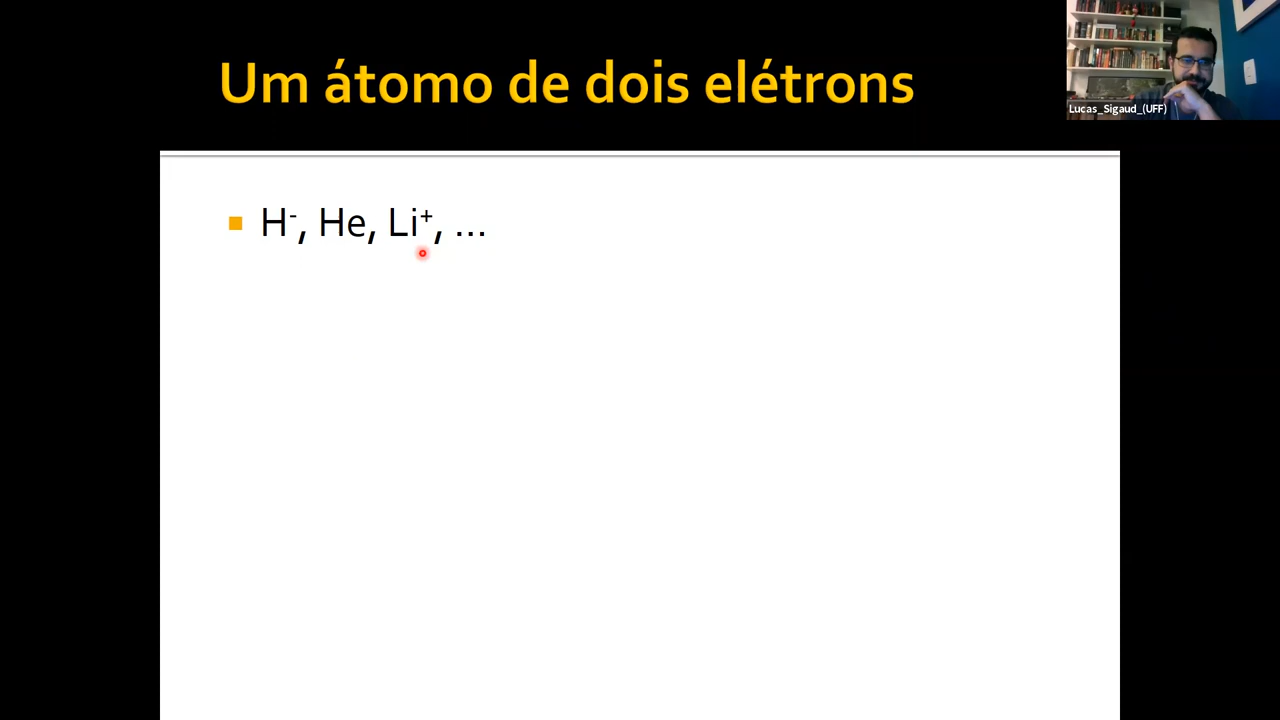 Um átomo de dois elétrons
Lucas_Sigaud_(UFF)
H⁻, He, Li⁺, ...